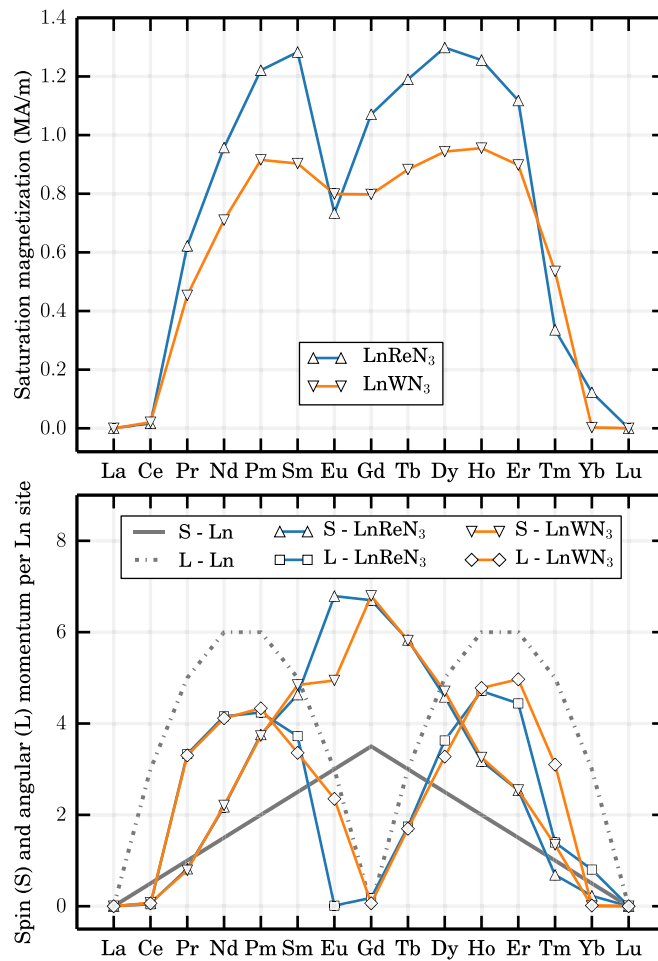 Saturation magnetization (MA/m)
1.4
1.2
1.0
0.8
0.6
0.4
0.2
0.0
LnReN₃
LnWN₃
La Ce Pr Nd Pm Sm Eu Gd Tb Dy Ho Er Tm Yb Lu
Spin (S) and angular (L) momentum per Ln site
8
6
4
2
0
S - Ln S - LnReN₃ S - LnWN₃
L - Ln L - LnReN₃ L - LnWN₃
La Ce Pr Nd Pm Sm Eu Gd Tb Dy Ho Er Tm Yb Lu